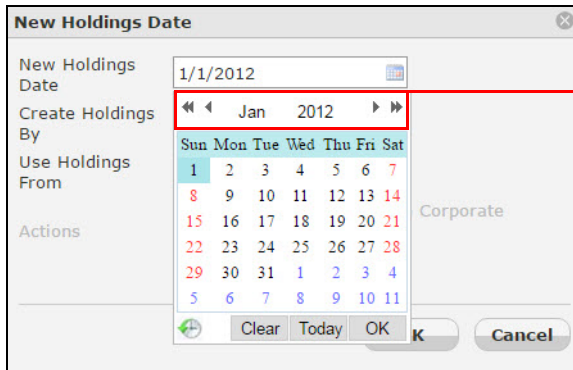 New Holdings Date
New Holdings Date
1/1/2012
Create Holdings By
Jan 2012
Use Holdings From
Sun Mon Tue Wed Thu Fri Sat
1 2 3 4 5 6 7
8 9 10 11 12 13 14
15 16 17 18 19 20 21
22 23 24 25 26 27 28
29 30 31 1 2 3 4
5 6 7 8 9 10 11
Corporate
Actions
Clear Today OK
K Cancel